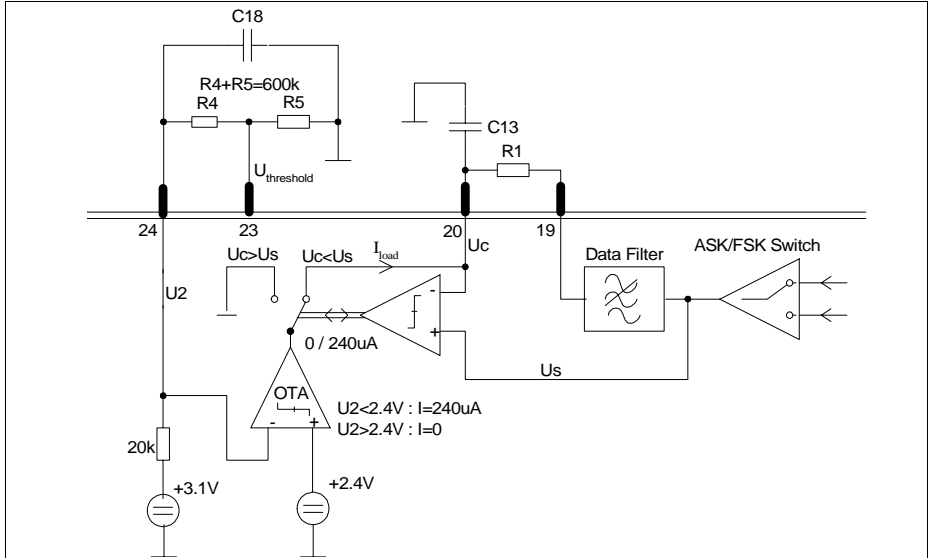 C18
R4+R5=600k
R4
R5
C13
R1
Uthreshold
24
23
20
19
Uc
ASK/FSK Switch
Uc>Us
Uc<Us
Iload
Data Filter
U2
-
+
0 / 240uA
Us
OTA
-
+
U2<2.4V : I=240uA
U2>2.4V : I=0
20k
+3.1V
+2.4V